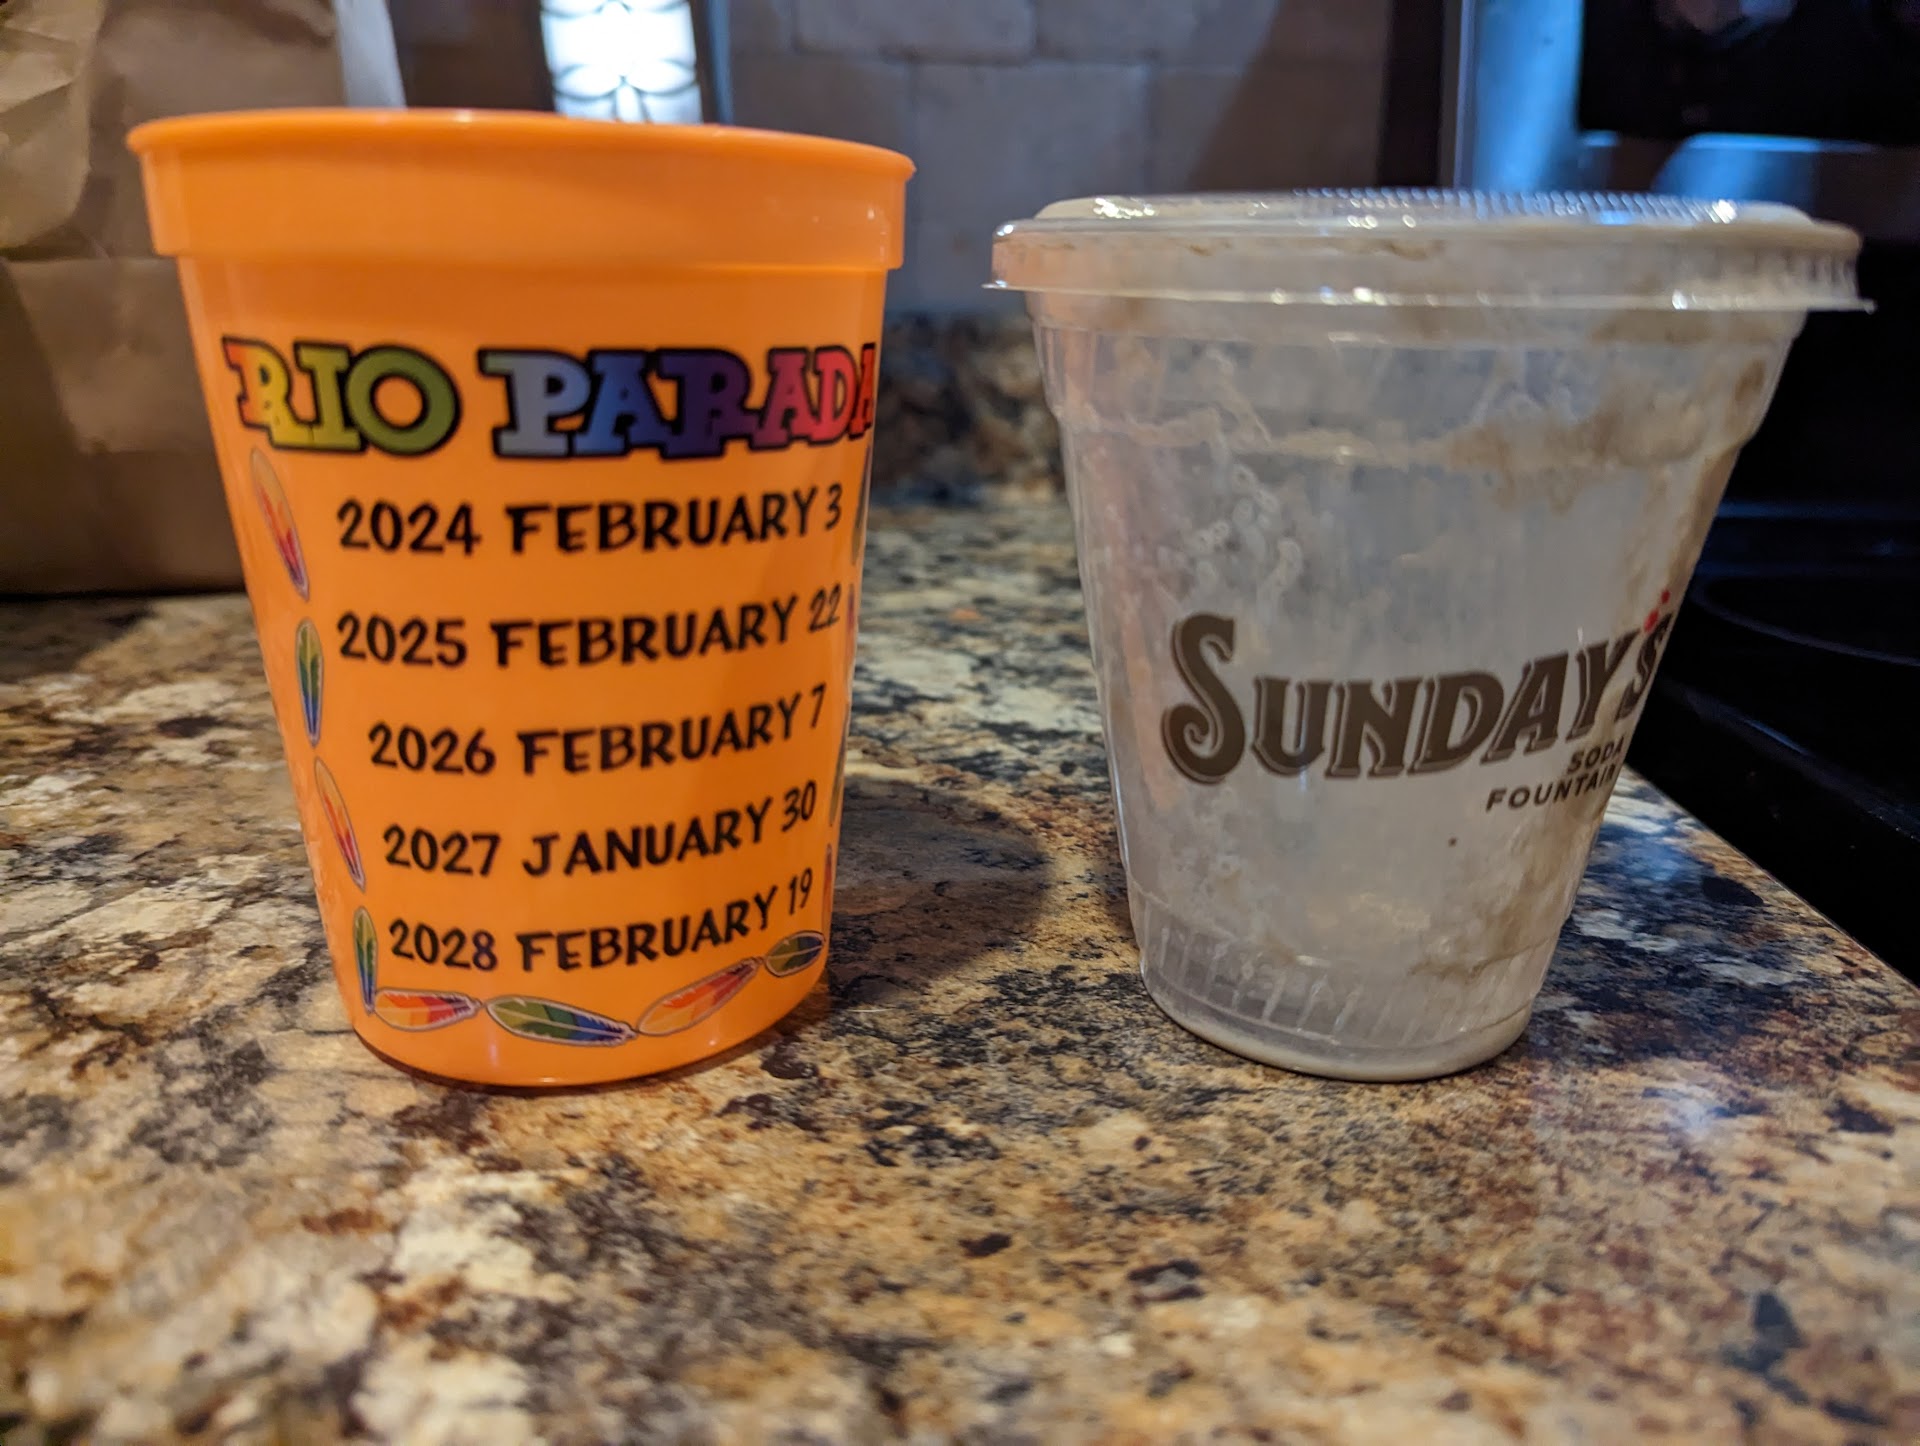 RIO PARADA
2024 FEBRUARY 3
2025 FEBRUARY 22
2026 FEBRUARY 7
2027 JANUARY 30
2028 FEBRUARY 19
SUNDAY'S
SODA
FOUNTAIN